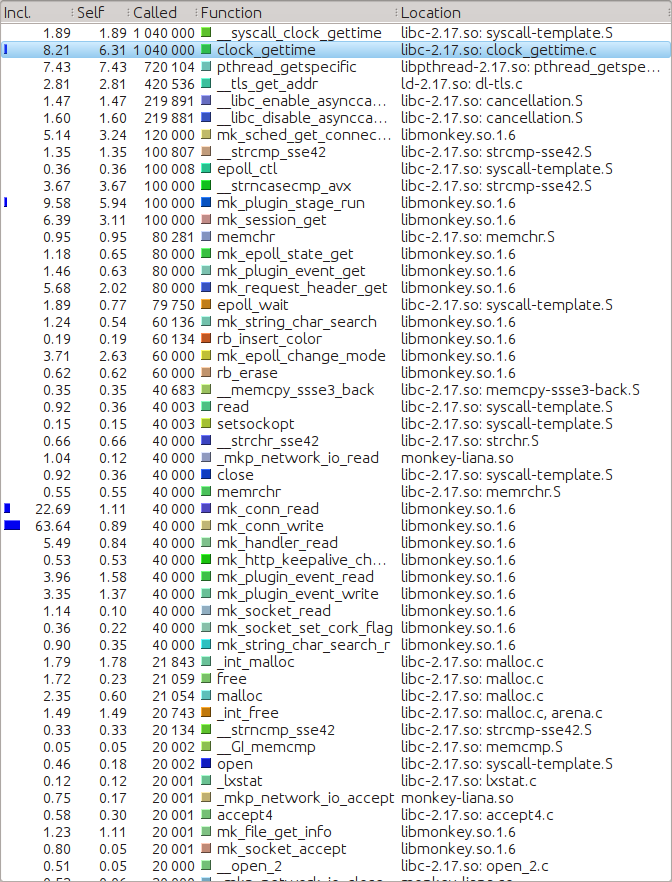 Incl. Self Called Function Location
1.89 1.89 1 040 000 __syscall_clock_gettime libc-2.17.so: syscall-template.S
8.21 6.31 1 040 000 clock_gettime libc-2.17.so: clock_gettime.c
7.43 7.43 720 104 pthread_getspecific libpthread-2.17.so: pthread_getspe...
2.81 2.81 420 536 __tls_get_addr ld-2.17.so: dl-tls.c
1.47 1.47 219 891 __libc_enable_asyncca... libc-2.17.so: cancellation.S
1.60 1.60 219 881 __libc_disable_asyncca... libc-2.17.so: cancellation.S
5.14 3.24 120 000 mk_sched_get_connec... libmonkey.so.1.6
1.35 1.35 100 807 __strcmp_sse42 libc-2.17.so: strcmp-sse42.S
0.36 0.36 100 008 epoll_ctl libc-2.17.so: syscall-template.S
3.67 3.67 100 000 __strncasecmp_avx libc-2.17.so: strcmp-sse42.S
9.58 5.94 100 000 mk_plugin_stage_run libmonkey.so.1.6
6.39 3.11 100 000 mk_session_get libmonkey.so.1.6
0.95 0.95 80 281 memchr libc-2.17.so: memchr.S
1.18 0.65 80 000 mk_epoll_state_get libmonkey.so.1.6
1.46 0.63 80 000 mk_plugin_event_get libmonkey.so.1.6
5.68 2.02 80 000 mk_request_header_get libmonkey.so.1.6
1.89 0.77 79 750 epoll_wait libc-2.17.so: syscall-template.S
1.24 0.54 60 136 mk_string_char_search libmonkey.so.1.6
0.19 0.19 60 134 rb_insert_color libmonkey.so.1.6
3.71 2.63 60 000 mk_epoll_change_mode libmonkey.so.1.6
0.62 0.62 60 000 rb_erase libmonkey.so.1.6
0.35 0.35 40 683 __memcpy_ssse3_back libc-2.17.so: memcpy-ssse3-back.S
0.92 0.36 40 003 read libc-2.17.so: syscall-template.S
0.15 0.15 40 003 setsockopt libc-2.17.so: syscall-template.S
0.66 0.66 40 000 __strchr_sse42 libc-2.17.so: strchr.S
1.04 0.12 40 000 _mkp_network_io_read monkey-liana.so
0.92 0.36 40 000 close libc-2.17.so: syscall-template.S
0.55 0.55 40 000 memrchr libc-2.17.so: memrchr.S
22.69 1.11 40 000 mk_conn_read libmonkey.so.1.6
63.64 0.89 40 000 mk_conn_write libmonkey.so.1.6
5.49 0.84 40 000 mk_handler_read libmonkey.so.1.6
0.53 0.53 40 000 mk_http_keepalive_ch... libmonkey.so.1.6
3.96 1.58 40 000 mk_plugin_event_read libmonkey.so.1.6
3.35 1.37 40 000 mk_plugin_event_write libmonkey.so.1.6
1.14 0.10 40 000 mk_socket_read libmonkey.so.1.6
0.36 0.22 40 000 mk_socket_set_cork_flag libmonkey.so.1.6
0.90 0.35 40 000 mk_string_char_search_r libmonkey.so.1.6
1.79 1.78 21 843 _int_malloc libc-2.17.so: malloc.c
1.72 0.23 21 059 free libc-2.17.so: malloc.c
2.35 0.60 21 054 malloc libc-2.17.so: malloc.c
1.49 1.49 20 743 _int_free libc-2.17.so: malloc.c, arena.c
0.33 0.33 20 134 __strncmp_sse42 libc-2.17.so: strcmp-sse42.S
0.05 0.05 20 002 __GI_memcmp libc-2.17.so: memcmp.S
0.46 0.18 20 002 open libc-2.17.so: syscall-template.S
0.12 0.12 20 001 _lxstat libc-2.17.so: lxstat.c
0.75 0.17 20 001 _mkp_network_io_accept monkey-liana.so
0.58 0.30 20 001 accept4 libc-2.17.so: accept4.c
1.23 1.11 20 001 mk_file_get_info libmonkey.so.1.6
0.80 0.05 20 001 mk_socket_accept libmonkey.so.1.6
0.51 0.05 20 000 __open_2 libc-2.17.so: open_2.c